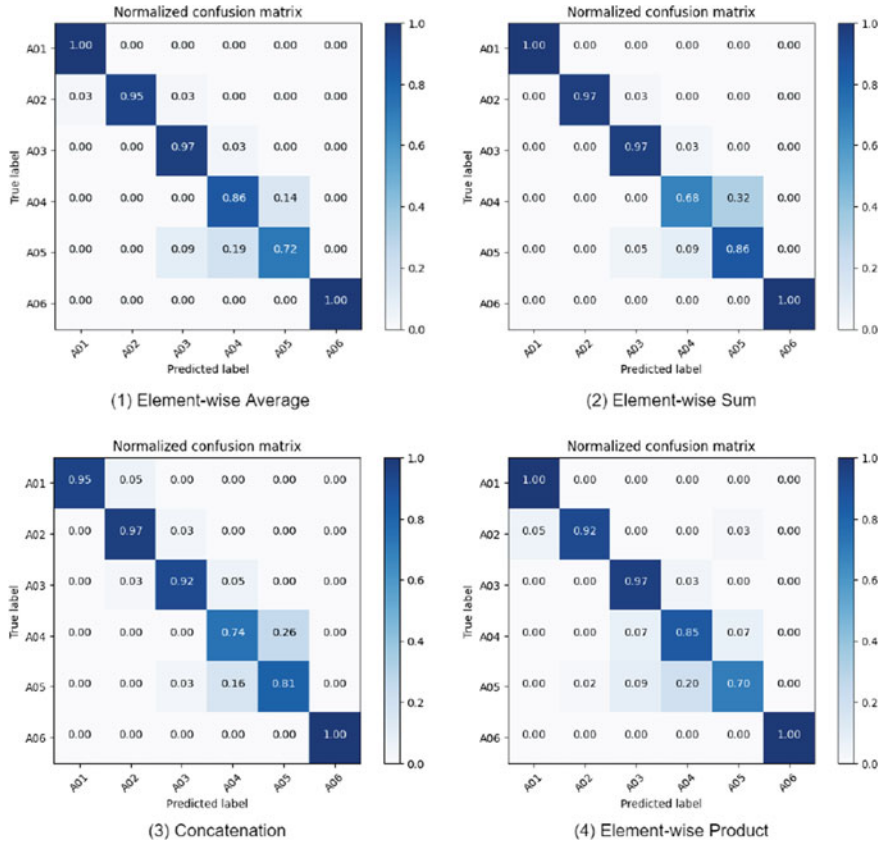 Normalized confusion matrix
A01 1.00 0.00 0.00 0.00 0.00 0.00
A02 0.03 0.95 0.03 0.00 0.00 0.00
A03 0.00 0.00 0.97 0.03 0.00 0.00
A04 0.00 0.00 0.00 0.86 0.14 0.00
A05 0.00 0.00 0.09 0.19 0.72 0.00
A06 0.00 0.00 0.00 0.00 0.00 1.00
True label
A01 A02 A03 A04 A05 A06
Predicted label
1.0
0.8
0.6
0.4
0.2
0.0
(1) Element-wise Average
Normalized confusion matrix
A01 1.00 0.00 0.00 0.00 0.00 0.00
A02 0.00 0.97 0.03 0.00 0.00 0.00
A03 0.00 0.00 0.97 0.03 0.00 0.00
A04 0.00 0.00 0.00 0.68 0.32 0.00
A05 0.00 0.00 0.05 0.09 0.86 0.00
A06 0.00 0.00 0.00 0.00 0.00 1.00
True label
A01 A02 A03 A04 A05 A06
Predicted label
1.0
0.8
0.6
0.4
0.2
0.0
(2) Element-wise Sum
Normalized confusion matrix
A01 0.95 0.05 0.00 0.00 0.00 0.00
A02 0.00 0.97 0.03 0.00 0.00 0.00
A03 0.00 0.03 0.92 0.05 0.00 0.00
A04 0.00 0.00 0.00 0.74 0.26 0.00
A05 0.00 0.00 0.03 0.16 0.81 0.00
A06 0.00 0.00 0.00 0.00 0.00 1.00
True label
A01 A02 A03 A04 A05 A06
Predicted label
1.0
0.8
0.6
0.4
0.2
0.0
(3) Concatenation
Normalized confusion matrix
A01 1.00 0.00 0.00 0.00 0.00 0.00
A02 0.05 0.92 0.00 0.00 0.03 0.00
A03 0.00 0.00 0.97 0.03 0.00 0.00
A04 0.00 0.00 0.07 0.85 0.07 0.00
A05 0.00 0.02 0.09 0.20 0.70 0.00
A06 0.00 0.00 0.00 0.00 0.00 1.00
True label
A01 A02 A03 A04 A05 A06
Predicted label
1.0
0.8
0.6
0.4
0.2
0.0
(4) Element-wise Product